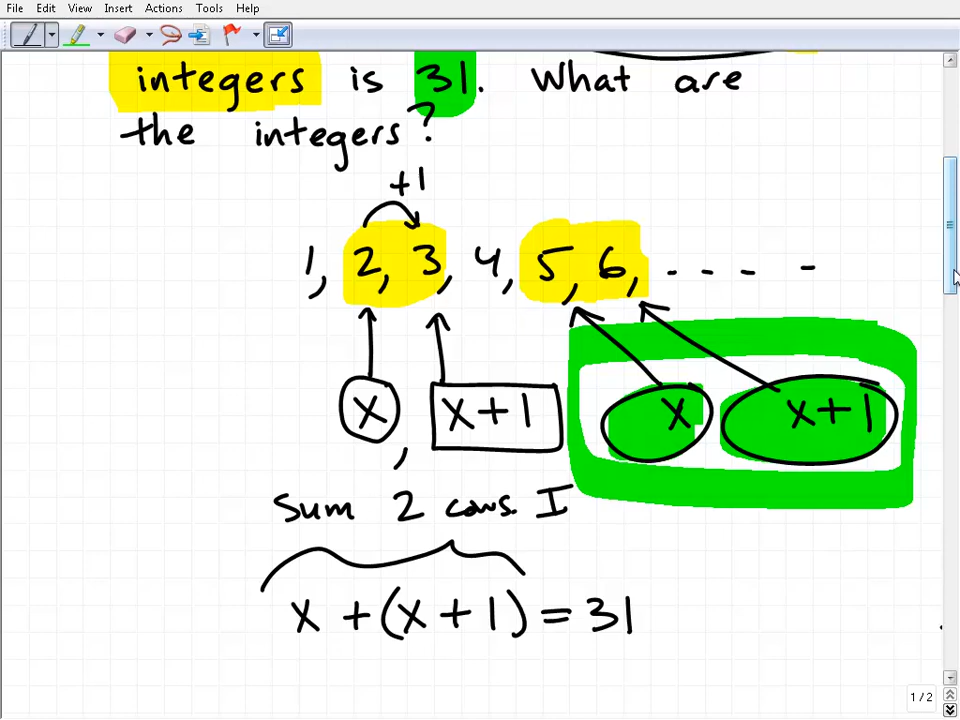 File Edit View Insert Actions Tools Help
integers is 31. What are
the integers?
+1
1, 2, 3, 4, 5, 6, - - - -
x, x+1 x x+1
Sum 2 cons. I
x + (x + 1) = 31
1 / 2